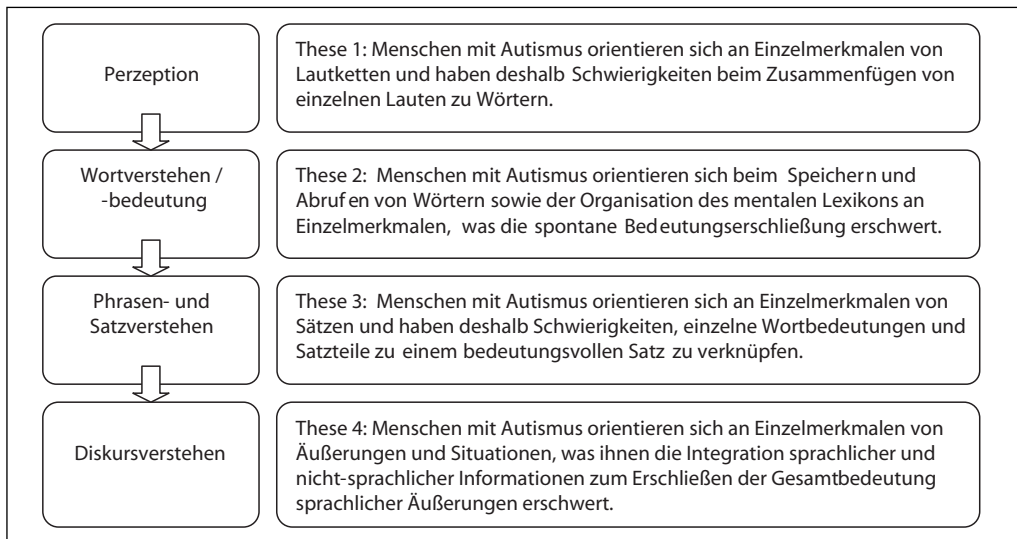 Perzeption
These 1: Menschen mit Autismus orientieren sich an Einzelmerkmalen von
Lautketten und haben deshalb Schwierigkeiten beim Zusammenfügen von
einzelnen Lauten zu Wörtern.
Wortverstehen /
-bedeutung
These 2: Menschen mit Autismus orientieren sich beim Speichern und
Abrufen von Wörtern sowie der Organisation des mentalen Lexikons an
Einzelmerkmalen, was die spontane Bedeutungserschließung erschwert.
Phrasen- und
Satzverstehen
These 3: Menschen mit Autismus orientieren sich an Einzelmerkmalen von
Sätzen und haben deshalb Schwierigkeiten, einzelne Wortbedeutungen und
Satzteile zu einem bedeutungsvollen Satz zu verknüpfen.
Diskursverstehen
These 4: Menschen mit Autismus orientieren sich an Einzelmerkmalen von
Äußerungen und Situationen, was ihnen die Integration sprachlicher und
nicht-sprachlicher Informationen zum Erschließen der Gesamtbedeutung
sprachlicher Äußerungen erschwert.